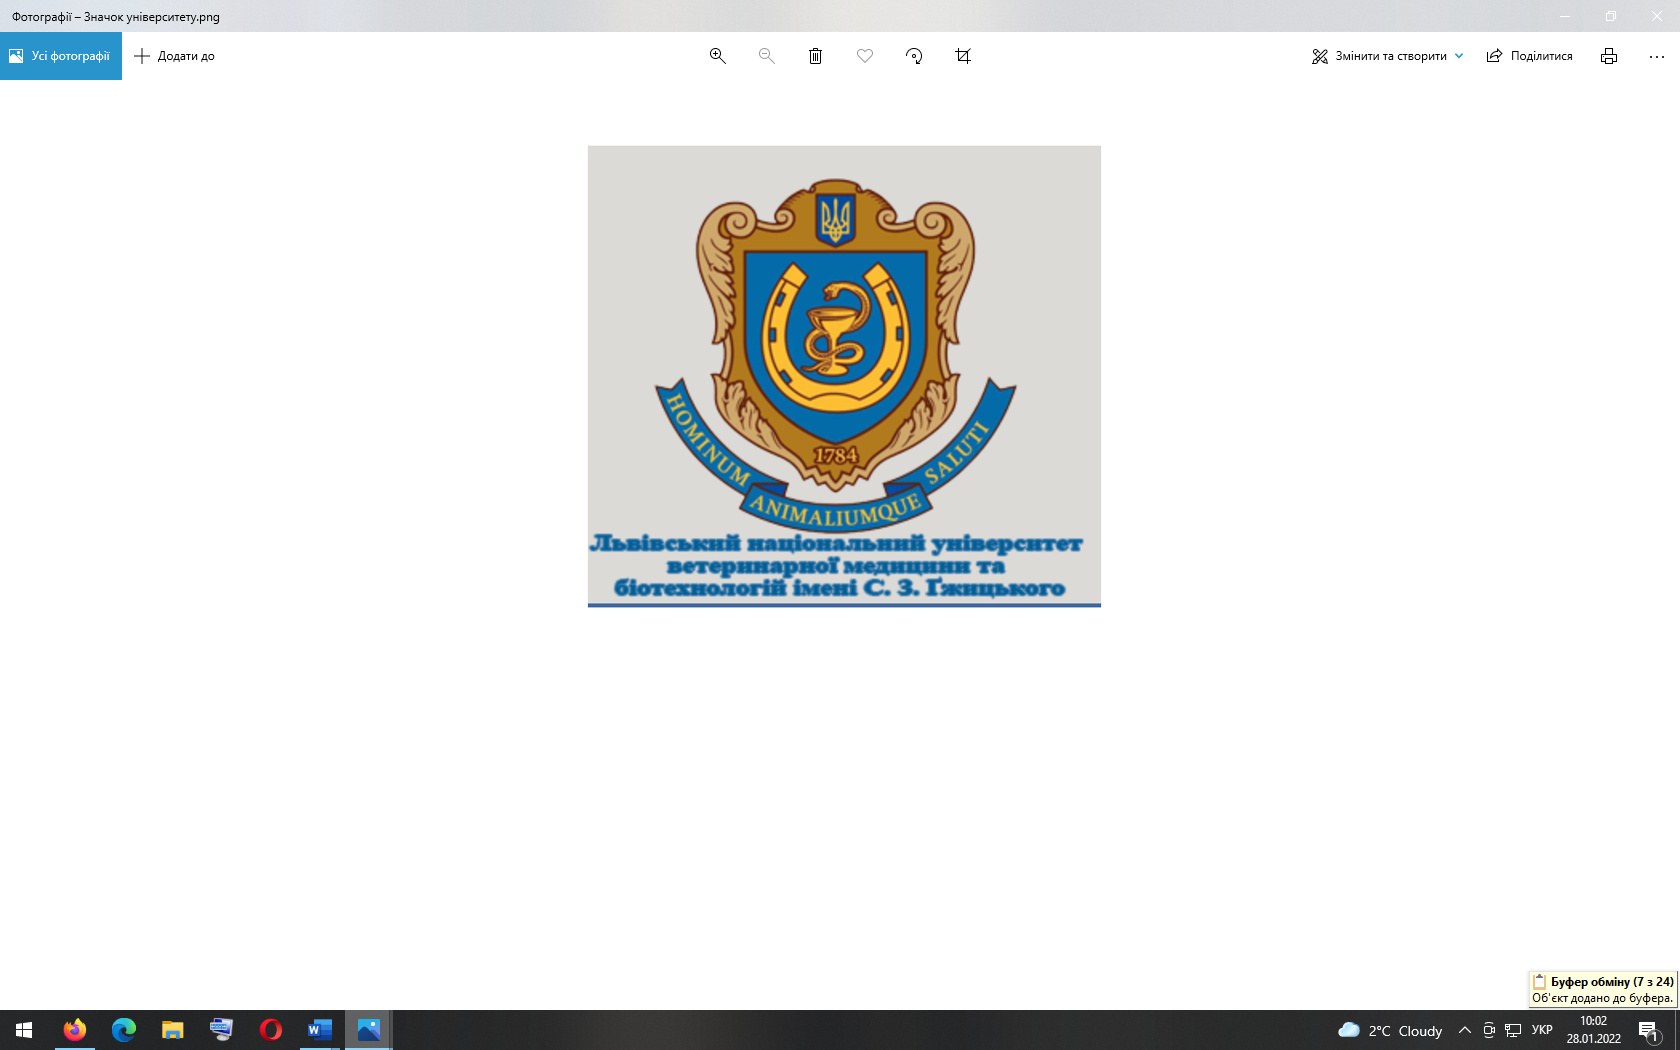 Фотографії – Значок університету.png
Усі фотографії
Додати до
Змінити та створити
Поділитися
1784
HOMINUM
ANIMALIUMQUE
SALUTI
Львівський національний університет
ветеринарної медицини та
біотехнологій імені С. З. Ґжицького
Буфер обміну (7 з 24)
Об'єкт додано до буфера.
2°C Cloudy
УКР
10:02
28.01.2022
1